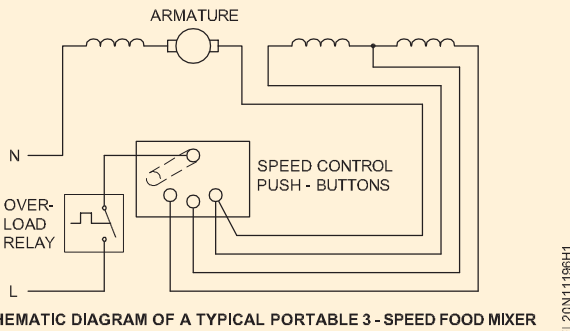 ARMATURE
N
SPEED CONTROL
PUSH - BUTTONS
OVER-
LOAD
RELAY
L
HEMATIC DIAGRAM OF A TYPICAL PORTABLE 3 - SPEED FOOD MIXER
20N11196H1